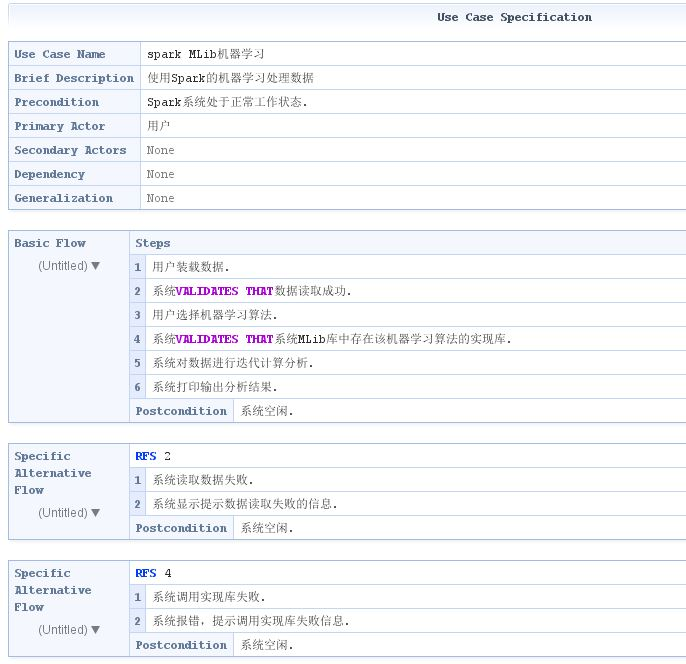 Use Case Specification
Use Case Name spark MLib机器学习
Brief Description 使用Spark的机器学习处理数据
Precondition Spark系统处于正常工作状态.
Primary Actor 用户
Secondary Actors None
Dependency None
Generalization None
Basic Flow Steps
(Untitled) ▼
1 用户装载数据.
2 系统VALIDATES THAT数据读取成功.
3 用户选择机器学习算法.
4 系统VALIDATES THAT系统MLib库中存在该机器学习算法的实现库.
5 系统对数据进行迭代计算分析.
6 系统打印输出分析结果.
Postcondition 系统空闲.
Specific Alternative Flow
(Untitled) ▼
RFS 2
1 系统读取数据失败.
2 系统显示提示数据读取失败的信息.
Postcondition 系统空闲.
Specific Alternative Flow
(Untitled) ▼
RFS 4
1 系统调用实现库失败.
2 系统报错, 提示调用实现库失败信息.
Postcondition 系统空闲.